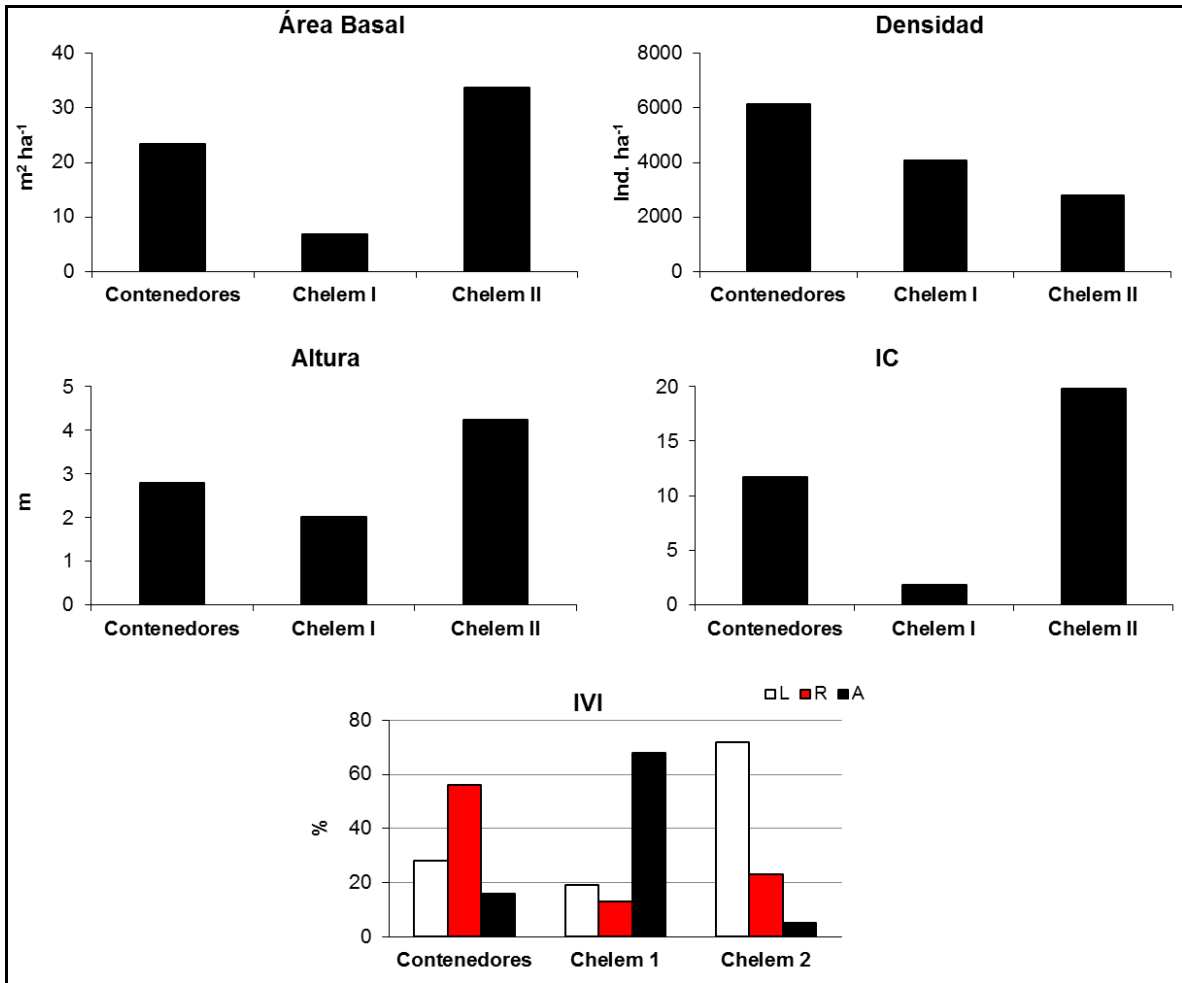 Área Basal
40
30
20
10
0
m² ha⁻¹
Contenedores Chelem I Chelem II
Densidad
8000
6000
4000
2000
0
Ind. ha⁻¹
Contenedores Chelem I Chelem II
Altura
5
4
3
2
1
0
m
Contenedores Chelem I Chelem II
IC
20
15
10
5
0
Contenedores Chelem I Chelem II
IVI
L R A
80
60
40
20
0
%
Contenedores Chelem 1 Chelem 2